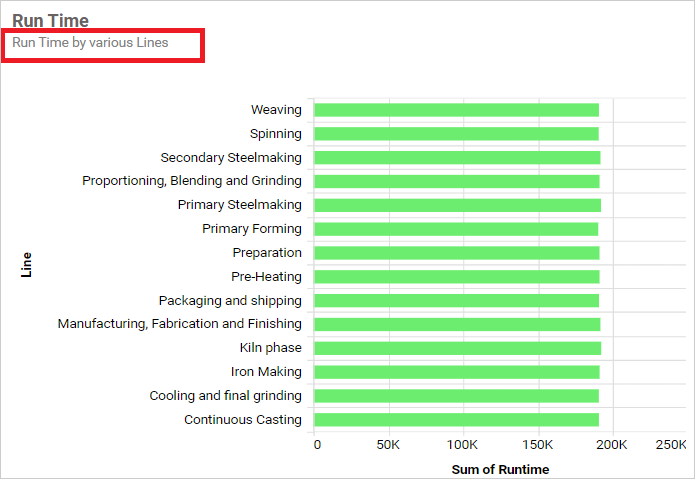 Run Time
Run Time by various Lines
Weaving
Spinning
Secondary Steelmaking
Proportioning, Blending and Grinding
Primary Steelmaking
Primary Forming
Preparation
Pre-Heating
Packaging and shipping
Manufacturing, Fabrication and Finishing
Kiln phase
Iron Making
Cooling and final grinding
Continuous Casting
Line
0 50K 100K 150K 200K 250K
Sum of Runtime